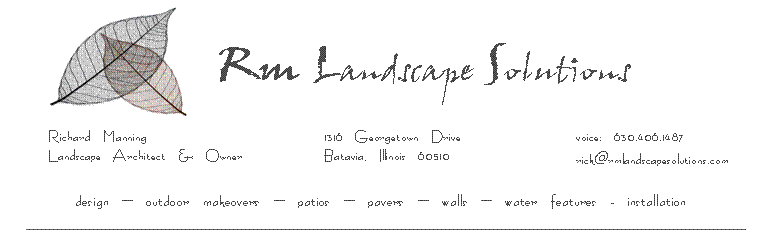 Rm Landscape Solutions
Richard Manning 1316 Georgetown Drive voice: 630.406.1487
Landscape Architect & Owner Batavia, Illinois 60510 rick@rmlandscapesolutions.com
design — outdoor makeovers — patios — pavers — walls — water features - installation